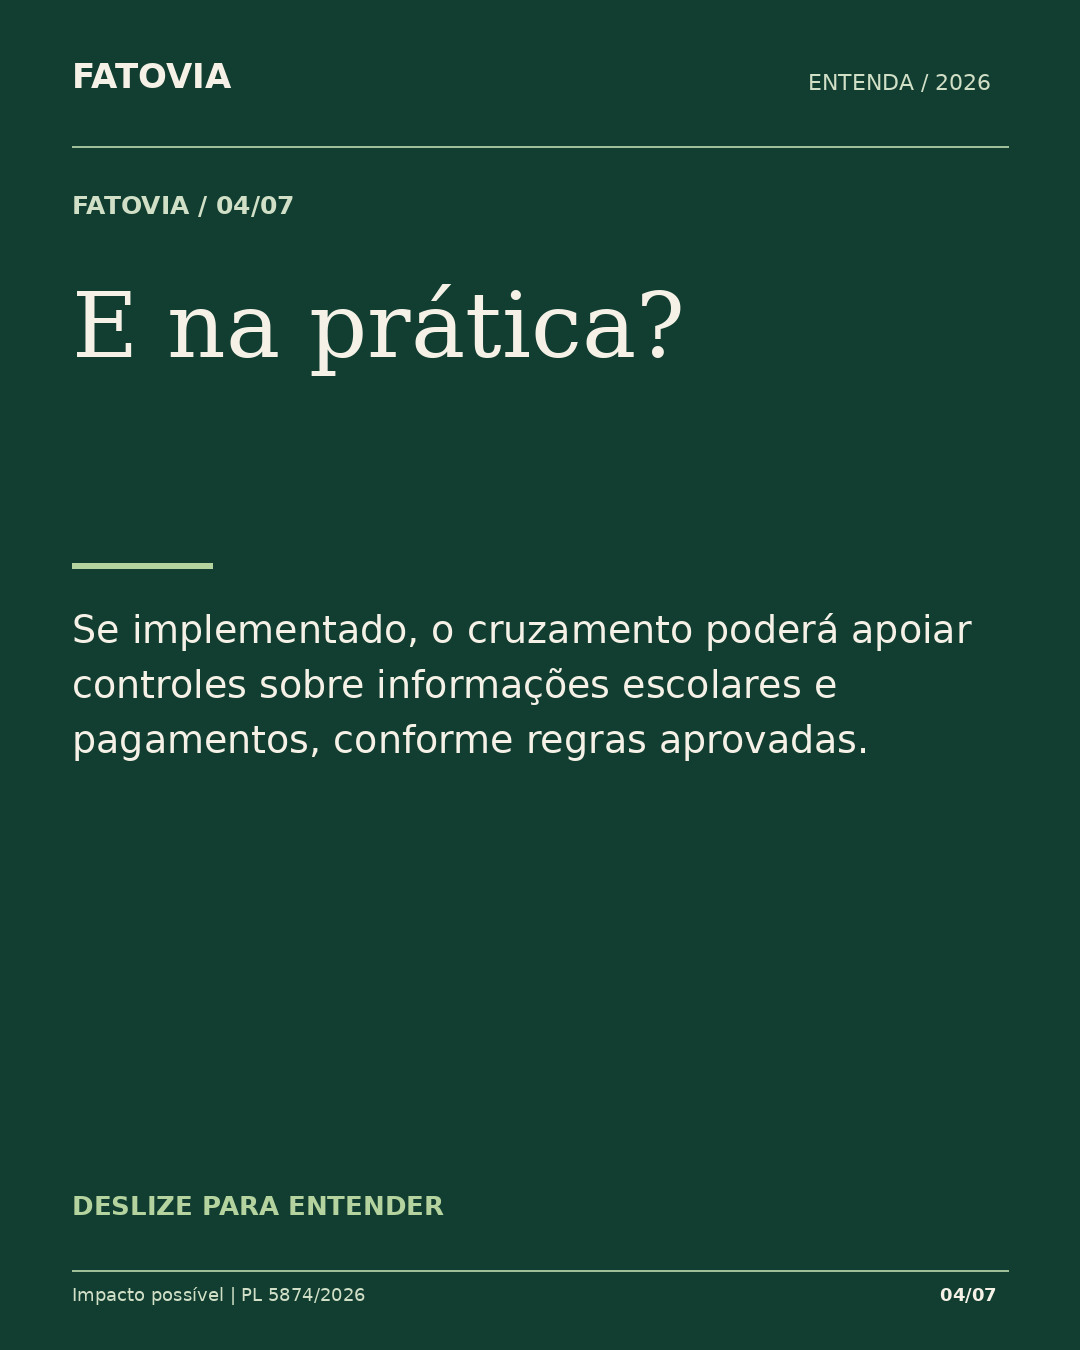 FATOVIA
ENTENDA / 2026
FATOVIA / 04/07
E na prática?
Se implementado, o cruzamento poderá apoiar
controles sobre informações escolares e
pagamentos, conforme regras aprovadas.
DESLIZE PARA ENTENDER
Impacto possível | PL 5874/2026
04/07